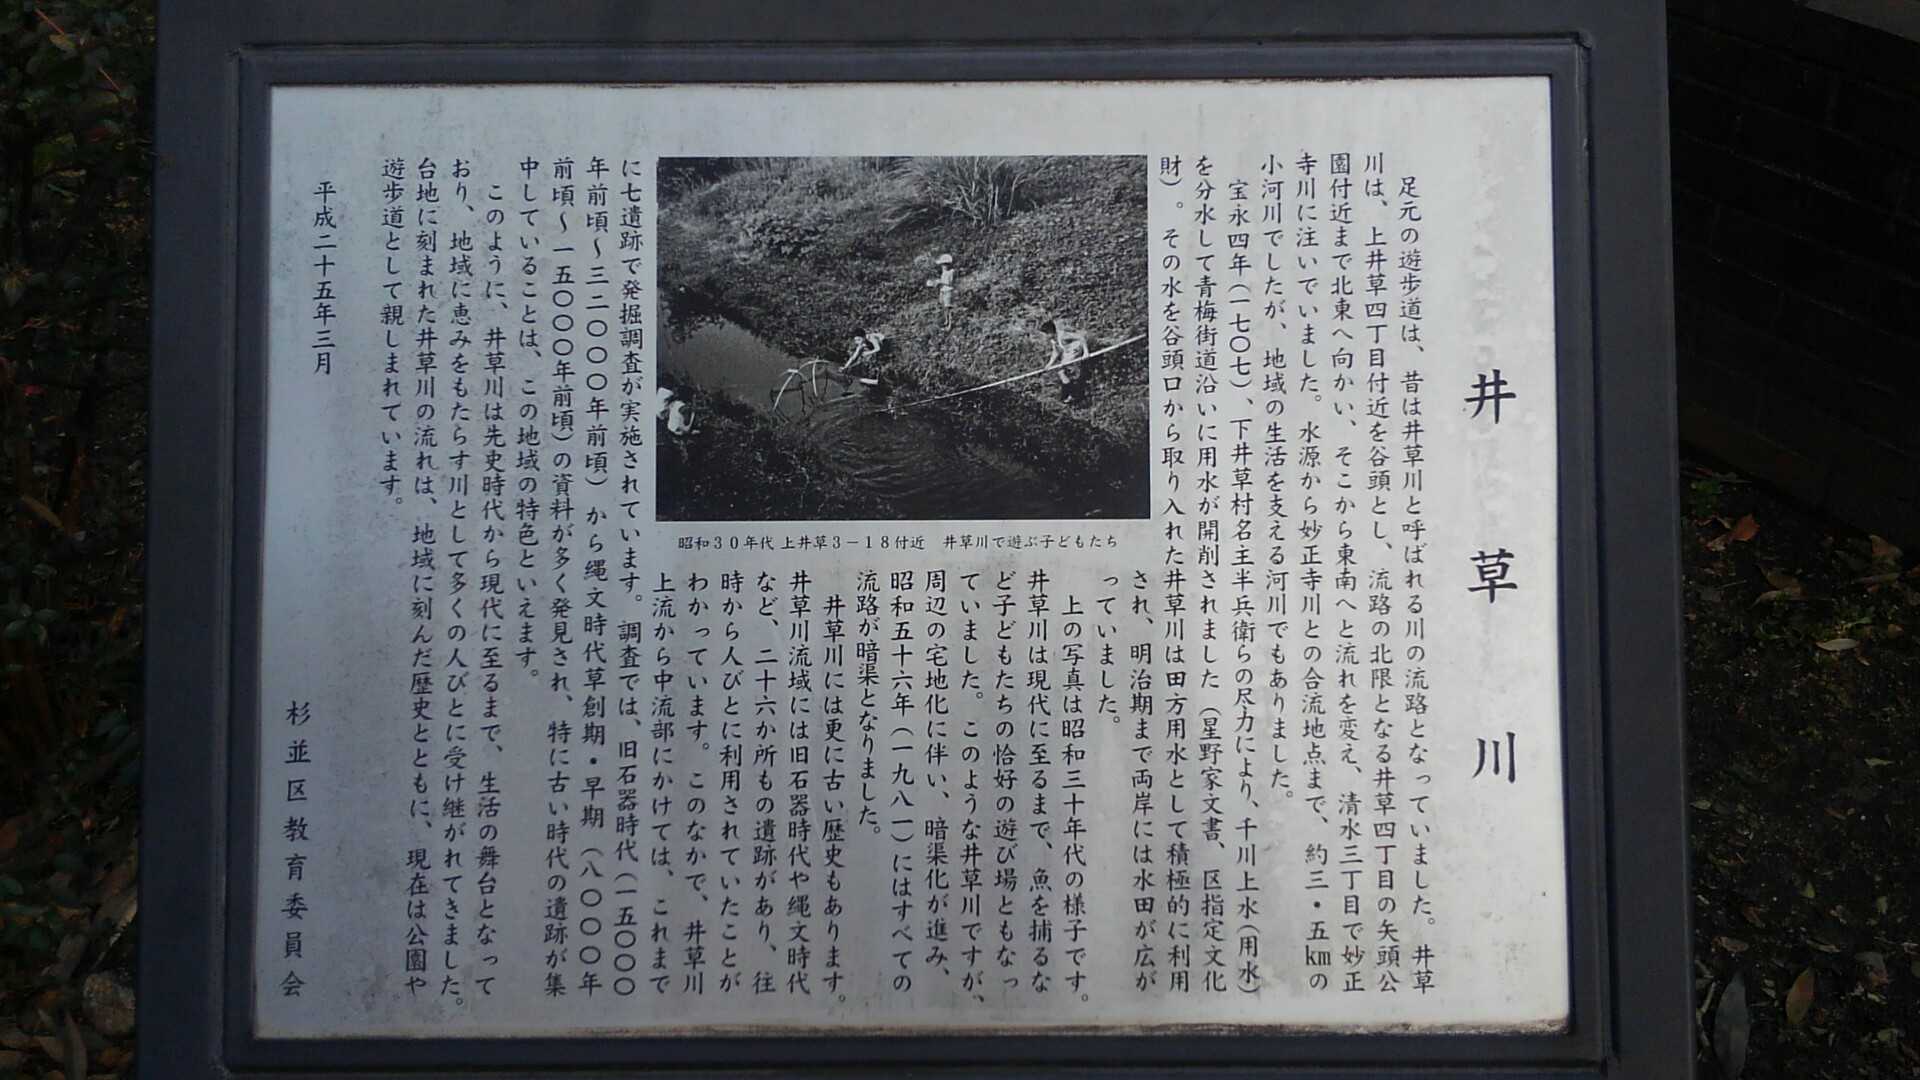 井草川
足元の遊歩道は、昔は井草川と呼ばれる川の流路となっていました。井草
川は、上井草四丁目付近を谷頭とし、流路の北限となる井草四丁目の矢頭公
園付近まで北東へ向かい、そこから東南へと流れを変え、清水三丁目で妙正
寺川に注いでいました。水源から妙正寺川との合流地点まで、約三・五kmの
小河川でしたが、地域の生活を支える河川でもありました。
宝永四年(一七〇七)、下井草村名主半兵衛らの尽力により、千川上水(用水)
を分水して青梅街道沿いに用水が開削されました(星野家文書、区指定文化
財)。その水を谷頭口から取り入れた井草川は田方用水として積極的に利用
され、明治期まで両岸には水田が広が
っていました。
上の写真は昭和三十年代の様子です。
井草川は現代に至るまで、魚を捕るな
ど子どもたちの恰好の遊び場ともなっ
ていました。このような井草川ですが、
周辺の宅地化に伴い、暗渠化が進み、
昭和五十六年(一九八一)にはすべての
流路が暗渠となりました。
井草川には更に古い歴史もあります。
井草川流域には旧石器時代や縄文時代
など、二十六か所もの遺跡があり、往
時から人びとに利用されていたことが
わかっています。このなかで、井草川
上流から中流部にかけては、これまで
に七遺跡で発掘調査が実施されています。調査では、旧石器時代(一五〇〇〇
年前頃~三二〇〇〇年前頃)から縄文時代草創期・早期(八〇〇〇年
前頃~一五〇〇〇年前頃)の資料が多く発見され、特に古い時代の遺跡が集
中していることは、この地域の特色といえます。
このように、井草川は先史時代から現代に至るまで、生活の舞台となって
おり、地域に恵みをもたらす川として多くの人びとに受け継がれてきました。
台地に刻まれた井草川の流れは、地域に刻んだ歴史とともに、現在は公園や
遊歩道として親しまれています。
平成二十五年三月
杉並区教育委員会
昭和30年代 上井草3-18付近 井草川で遊ぶ子どもたち